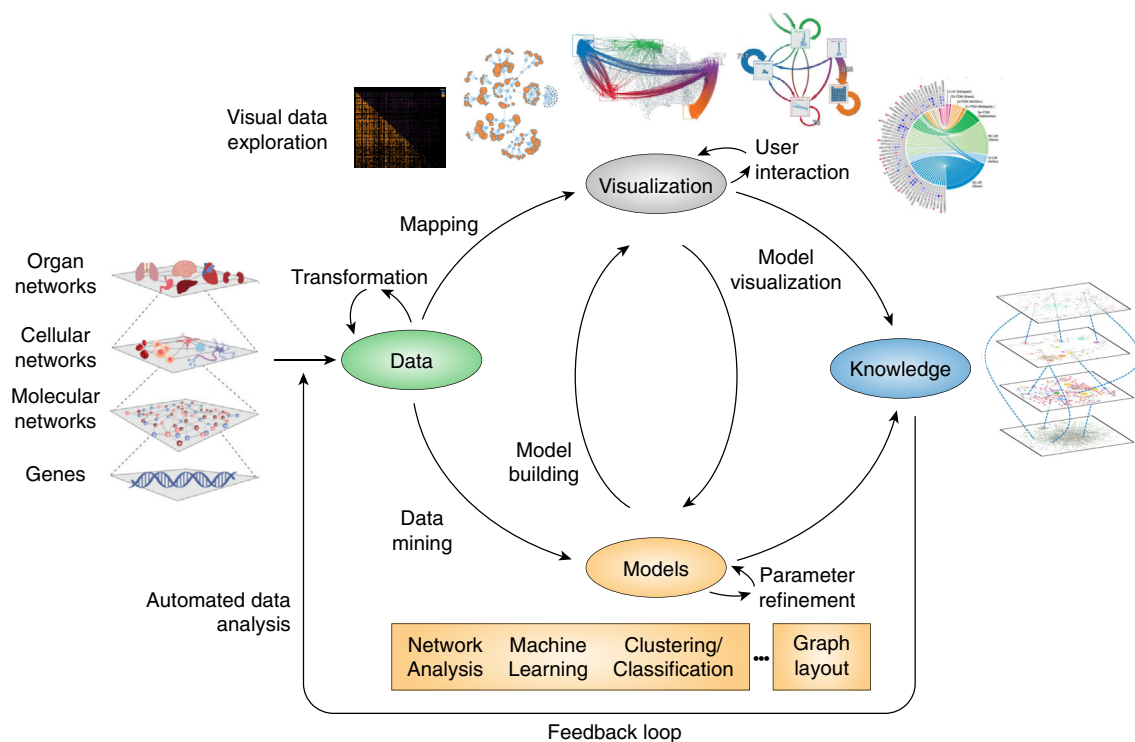 Visual data
exploration
User
interaction
Visualization
Mapping
Model
visualization
Transformation
Organ
networks
Cellular
networks
Molecular
networks
Genes
Data
Knowledge
Model
building
Data
mining
Models
Parameter
refinement
Automated data
analysis
Network
Analysis
Machine
Learning
Clustering/
Classification
•••
Graph
layout
Feedback loop